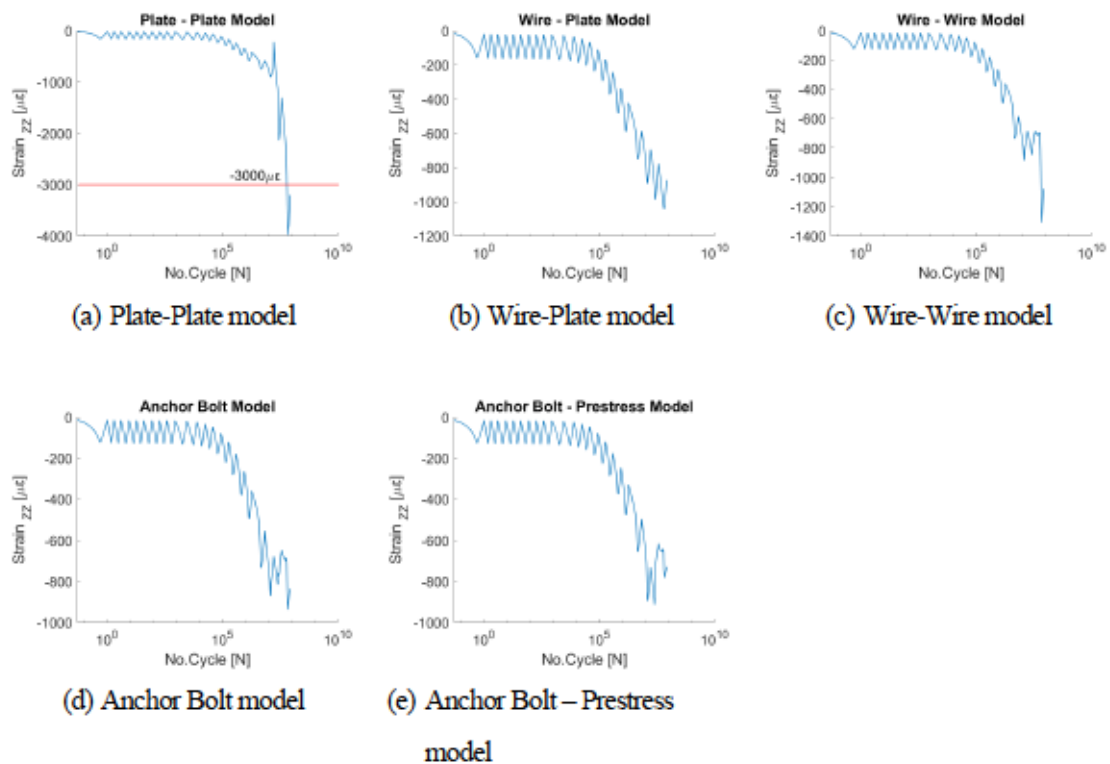 Plate - Plate Model
0
-1000
-2000
-3000
-4000
Strain ZZ [με]
-3000με
10^0
10^5
10^10
No.Cycle [N]
(a) Plate-Plate model
Wire - Plate Model
0
-200
-400
-600
-800
-1000
-1200
Strain ZZ [με]
10^0
10^5
10^10
No.Cycle [N]
(b) Wire-Plate model
Wire - Wire Model
0
-200
-400
-600
-800
-1000
-1200
-1400
Strain ZZ [με]
10^0
10^5
10^10
No.Cycle [N]
(c) Wire-Wire model
Anchor Bolt Model
0
-200
-400
-600
-800
-1000
Strain ZZ [με]
10^0
10^5
10^10
No.Cycle [N]
(d) Anchor Bolt model
Anchor Bolt - Prestress Model
0
-200
-400
-600
-800
-1000
Strain ZZ [με]
10^0
10^5
10^10
No.Cycle [N]
(e) Anchor Bolt – Prestress
model